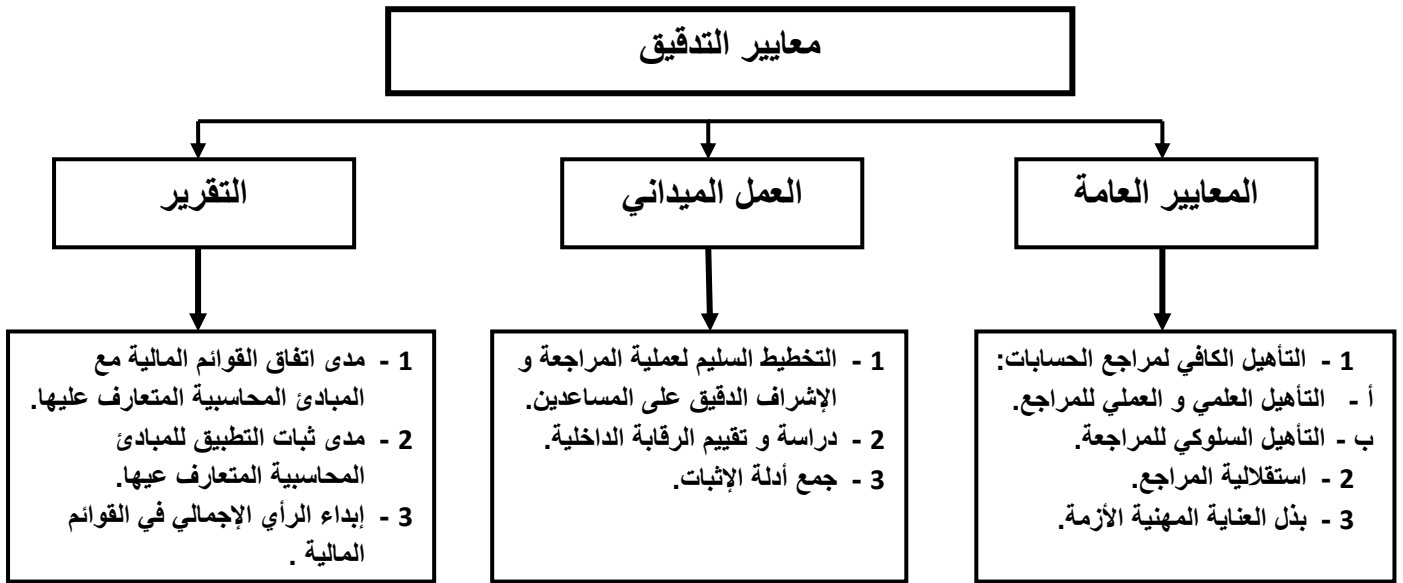 معايير التدقيق
المعايير العامة
العمل الميداني
التقرير
1 - التأهيل الكافي لمراجع الحسابات:
أ - التأهيل العلمي و العملي للمراجع.
ب - التأهيل السلوكي للمراجعة.
2 - استقلالية المراجع.
3 - بذل العناية المهنية الأزمة.
1 - التخطيط السليم لعملية المراجعة و
الإشراف الدقيق على المساعدين.
2 - دراسة و تقييم الرقابة الداخلية.
3 - جمع أدلة الإثبات.
1 - مدى اتفاق القوائم المالية مع
المبادئ المحاسبية المتعارف عليها.
2 - مدى ثبات التطبيق للمبادئ
المحاسبية المتعارف عيها.
3 - إبداء الرأي الإجمالي في القوائم
المالية .